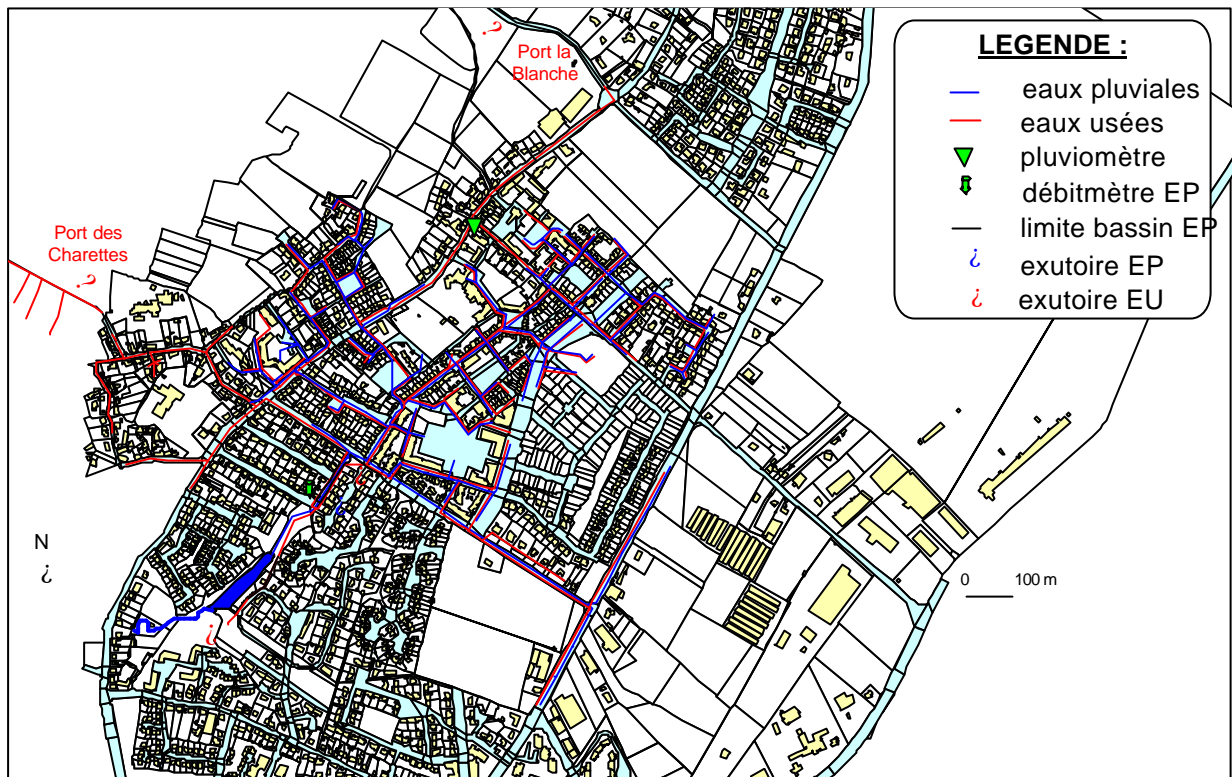 ¿
Port la
Blanche
LEGENDE :
eaux pluviales
eaux usées
pluviomètre
débitmètre EP
limite bassin EP
¿ exutoire EP
¿ exutoire EU
Port des
Charettes
¿
¿
¿
N
¿
¿
0 100 m